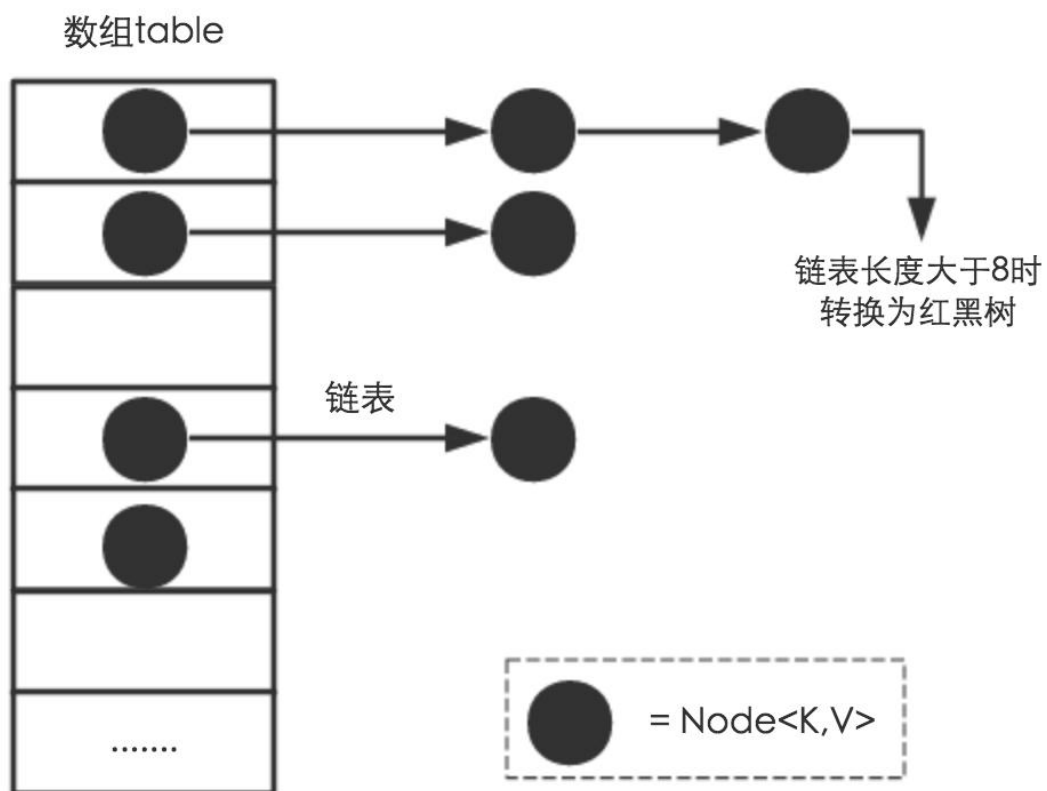 数组table
链表长度大于8时
转换为红黑树
链表
.......
= Node<K,V>